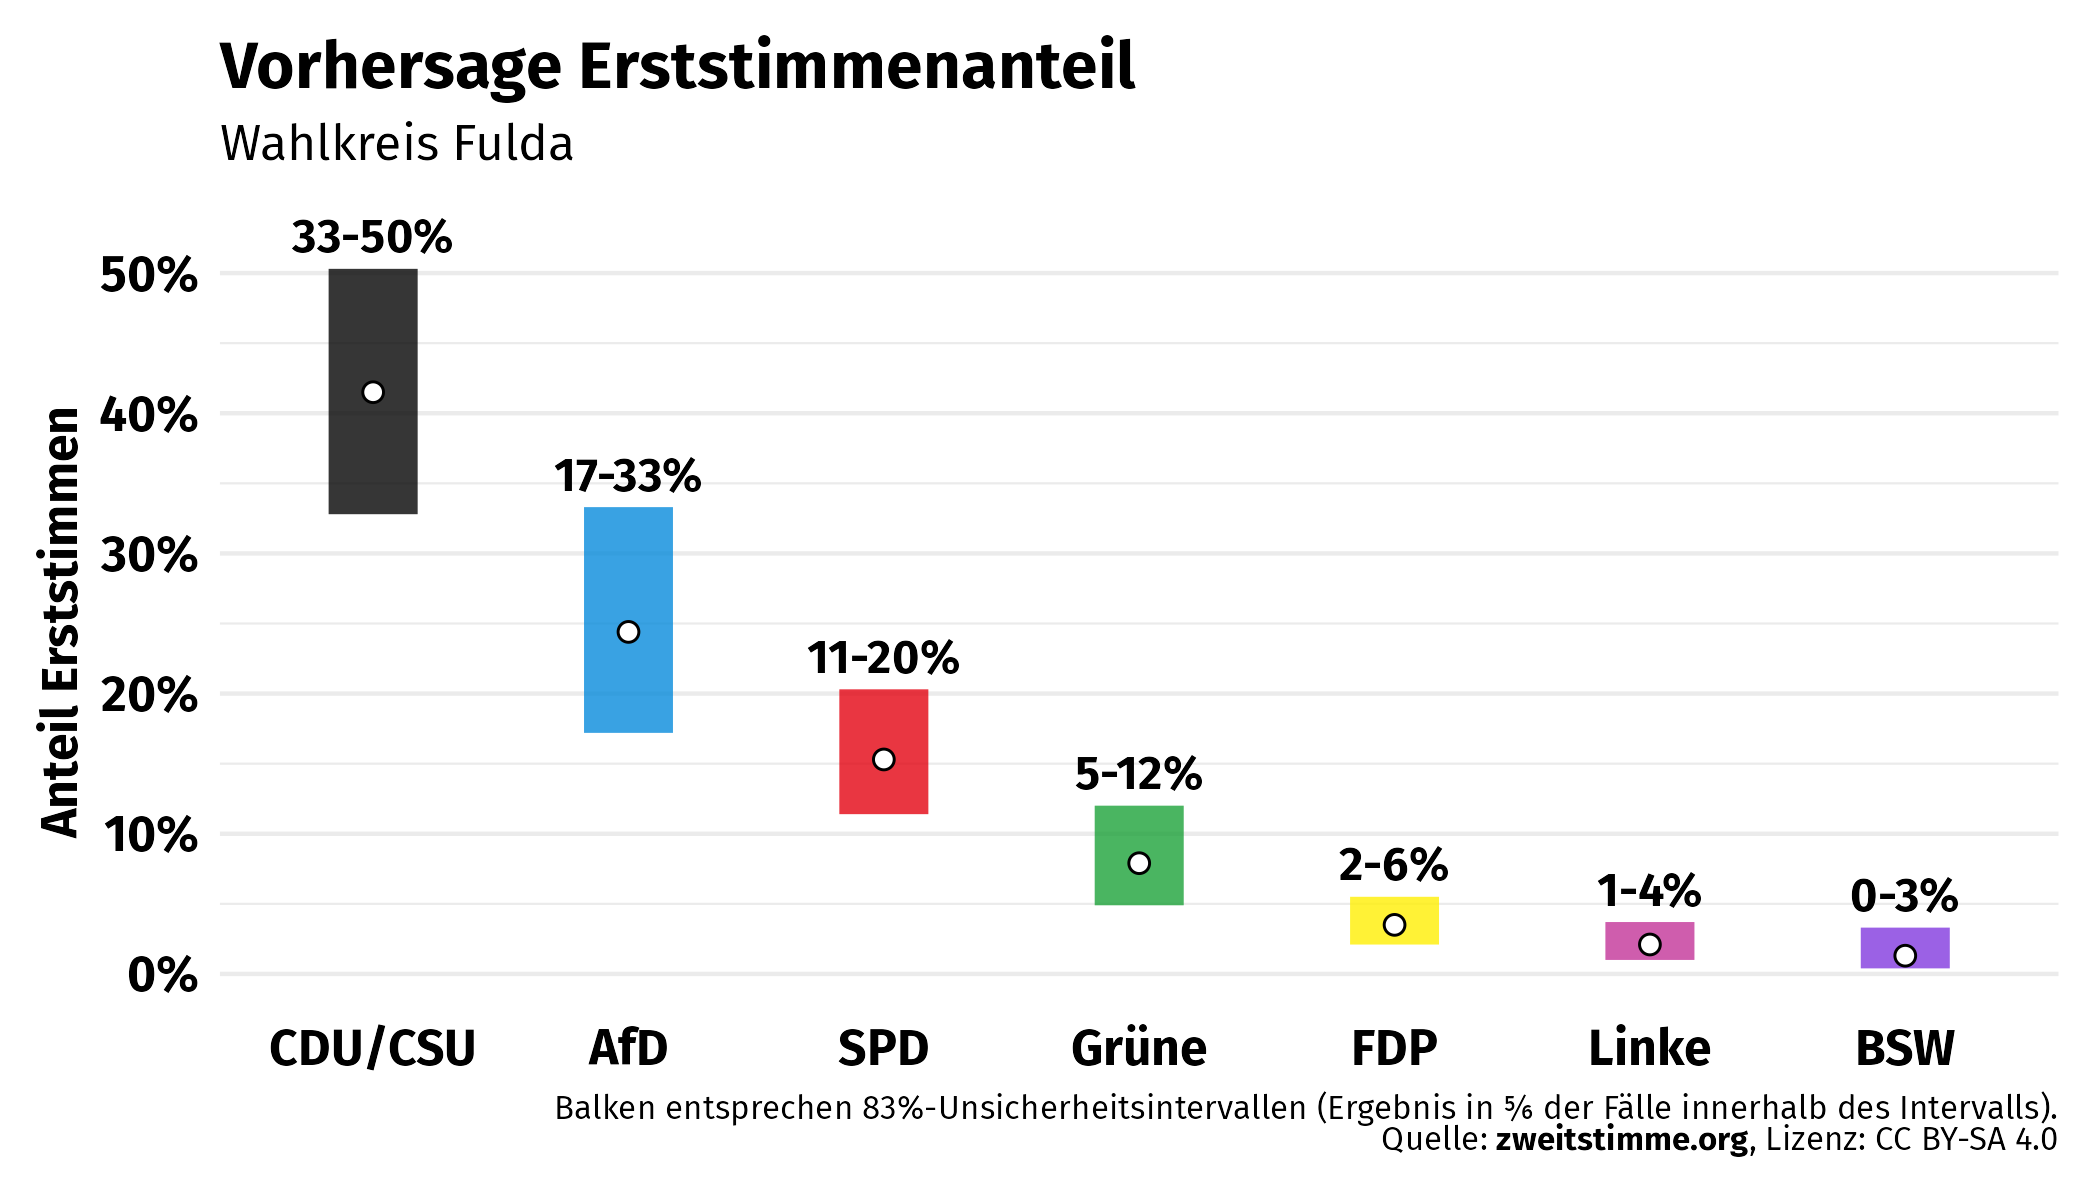 Vorhersage Erststimmenanteil
Wahlkreis Fulda
Anteil Erststimmen
50%
40%
30%
20%
10%
0%
33-50%
17-33%
11-20%
5-12%
2-6%
1-4%
0-3%
CDU/CSU AfD SPD Grüne FDP Linke BSW
Balken entsprechen 83%-Unsicherheitsintervallen (Ergebnis in ⅚ der Fälle innerhalb des Intervalls).
Quelle: zweitstimme.org, Lizenz: CC BY-SA 4.0